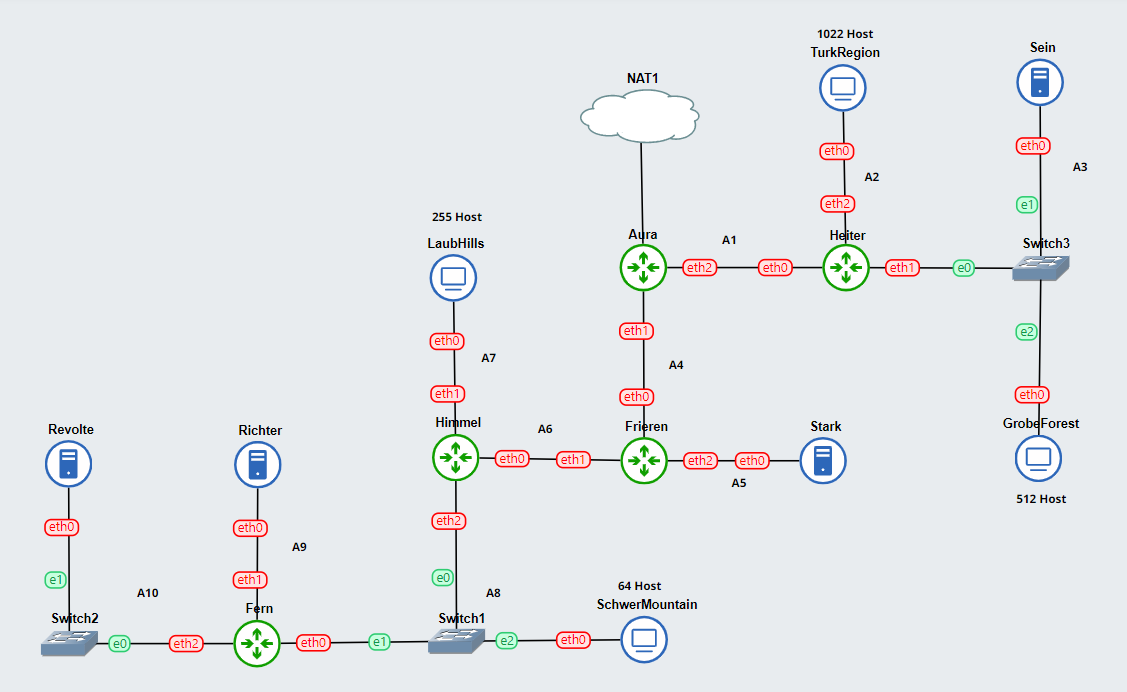 1022 Host
TurkRegion
Sein
NAT1
eth0
eth0
A3
A2
eth2
e1
255 Host
LaubHills
Aura
A1
Heiter
Switch3
eth2
eth0
eth1
e0
eth1
e2
eth0
A7
A4
eth1
eth0
eth0
Himmel
A6
Frieren
Stark
GrobeForest
Revolte
Richter
eth0
eth1
eth2
eth0
A5
512 Host
eth0
eth0
eth2
A9
e1
eth1
e0
A10
A8
64 Host
SchwerMountain
Switch2
Fern
Switch1
e0
eth2
eth0
e1
e2
eth0